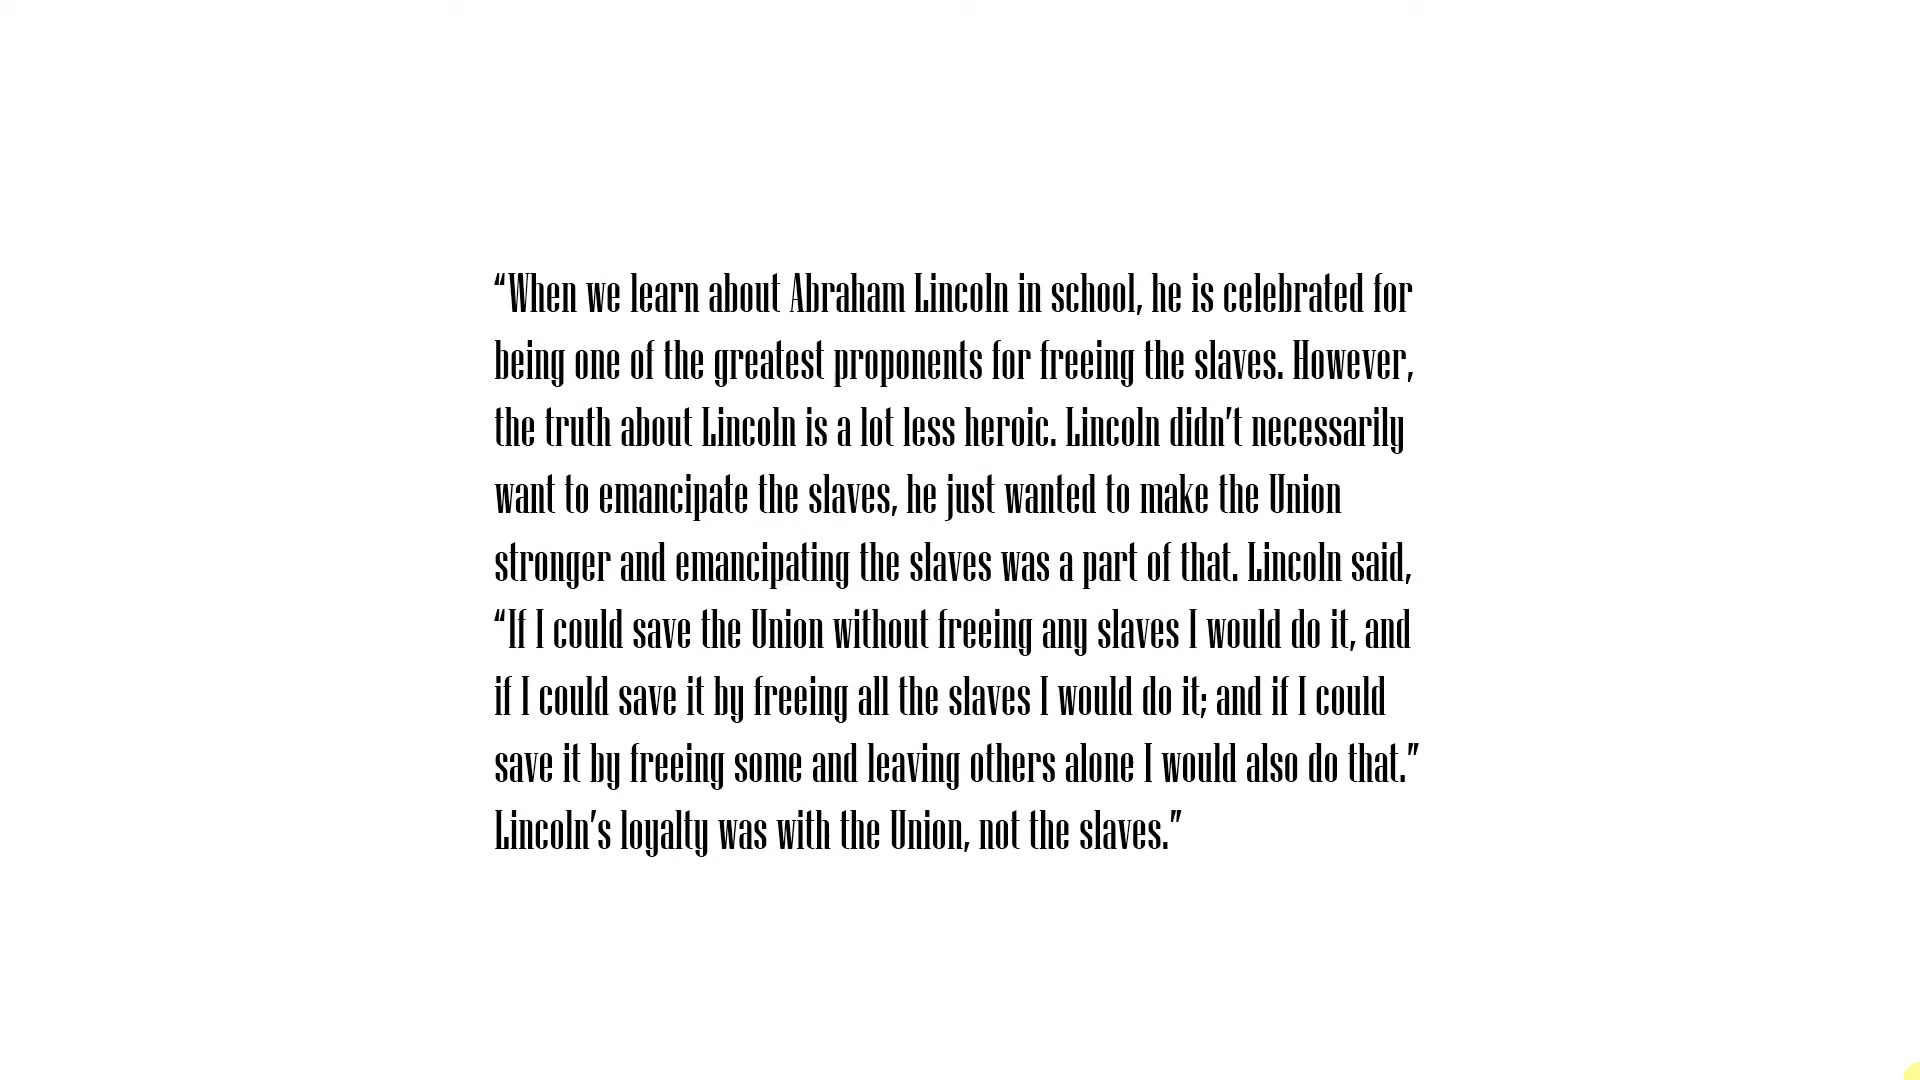 “When we learn about Abraham Lincoln in school, he is celebrated for
being one of the greatest proponents for freeing the slaves. However,
the truth about Lincoln is a lot less heroic. Lincoln didn’t necessarily
want to emancipate the slaves, he just wanted to make the Union
stronger and emancipating the slaves was a part of that. Lincoln said,
“If I could save the Union without freeing any slaves I would do it, and
if I could save it by freeing all the slaves I would do it; and if I could
save it by freeing some and leaving others alone I would also do that.”
Lincoln’s loyalty was with the Union, not the slaves.”